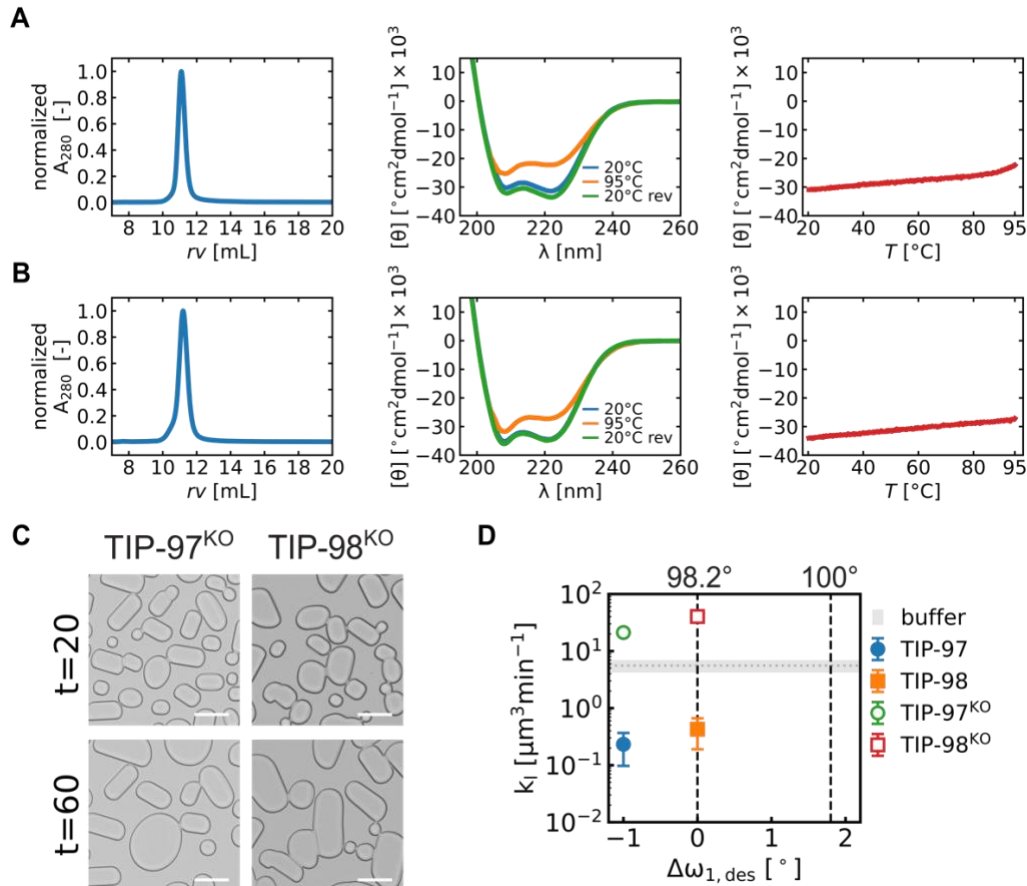 A
normalized
A280 [-]
1.0
0.8
0.6
0.4
0.2
0.0
8 10 12 14 16 18 20
rv [mL]
[θ] [°cm²dmol⁻¹] × 10³
10
0
−10
−20
−30
−40
20°C
95°C
20°C rev
200 220 240 260
λ [nm]
[θ] [°cm²dmol⁻¹] × 10³
10
0
−10
−20
−30
−40
20 40 60 80 95
T [°C]
B
normalized
A280 [-]
1.0
0.8
0.6
0.4
0.2
0.0
8 10 12 14 16 18 20
rv [mL]
[θ] [°cm²dmol⁻¹] × 10³
10
0
−10
−20
−30
−40
20°C
95°C
20°C rev
200 220 240 260
λ [nm]
[θ] [°cm²dmol⁻¹] × 10³
10
0
−10
−20
−30
−40
20 40 60 80 95
T [°C]
C
TIP-97ᴷᴼ TIP-98ᴷᴼ
t=20
t=60
D
98.2° 100°
kI [µm³min⁻¹]
10²
10¹
10⁰
10⁻¹
10⁻²
−1 0 1 2
Δω1, des [°]
buffer
TIP-97
TIP-98
TIP-97ᴷᴼ
TIP-98ᴷᴼ